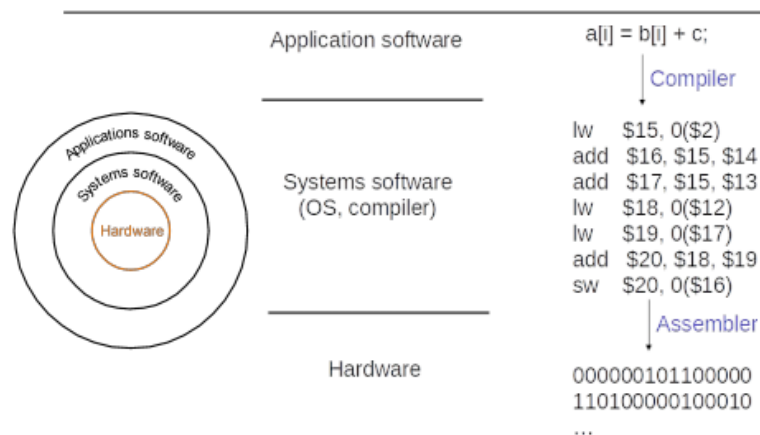 Applications software
Systems software
Hardware
Application software
Systems software
(OS, compiler)
Hardware
a[i] = b[i] + c;
Compiler
lw $15, 0($2)
add $16, $15, $14
add $17, $15, $13
lw $18, 0($12)
lw $19, 0($17)
add $20, $18, $19
sw $20, 0($16)
Assembler
000000101100000
110100000100010
…